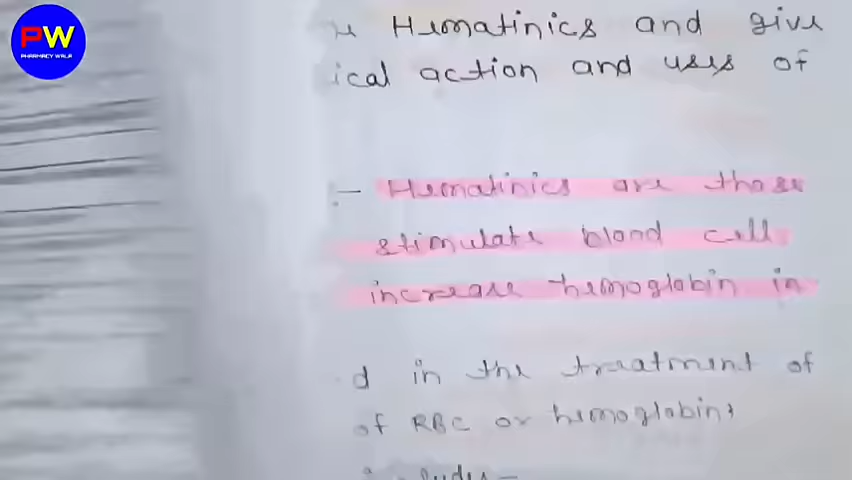 PW
PHARMACY WALA
Hematinics and give
ical action and uses of
:- Hematinics are those
stimulate blood cell
increase hemoglobin in
d in the treatment of
of RBC or hemoglobin,